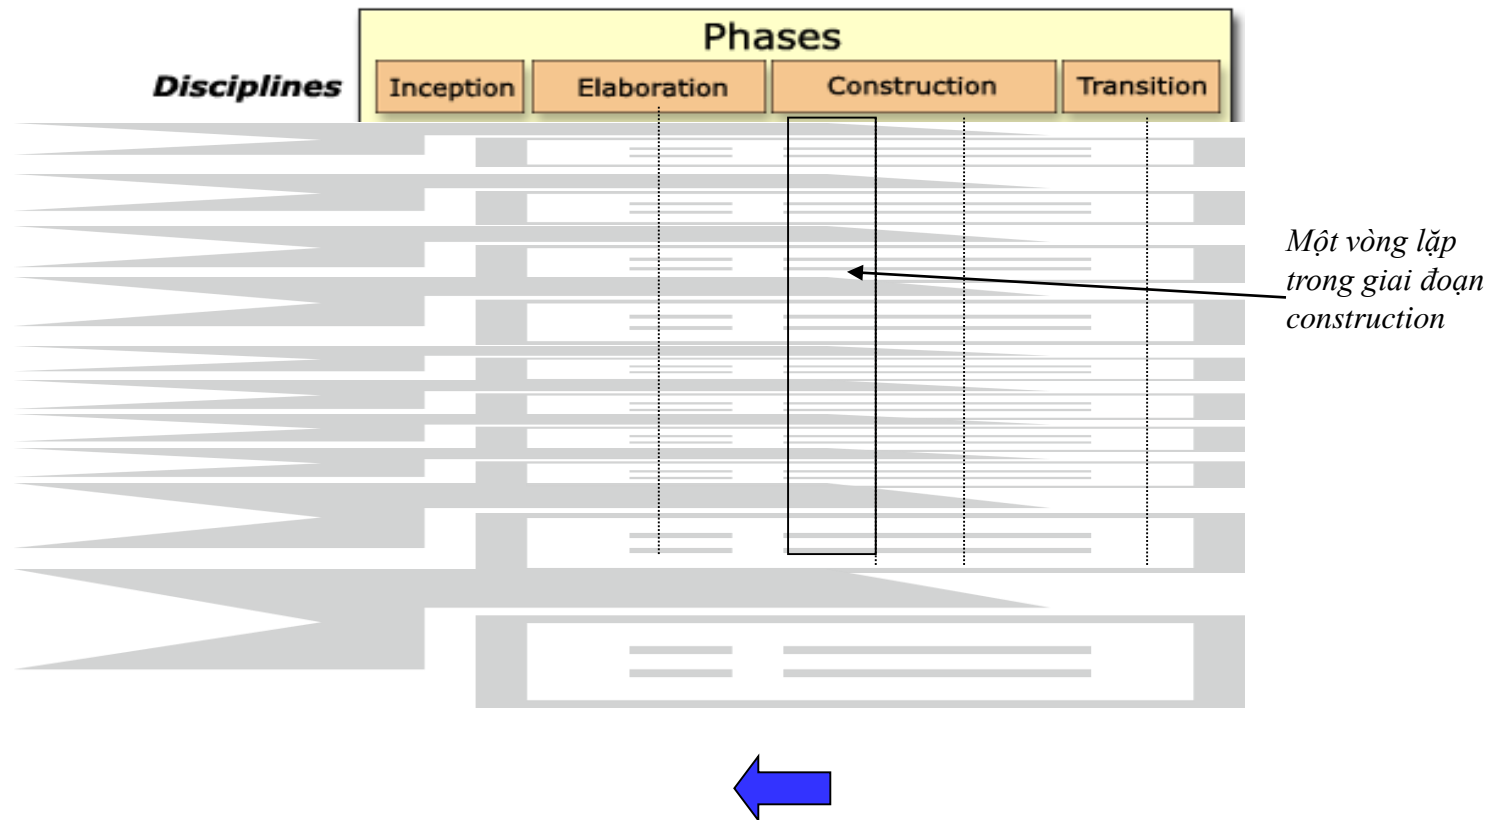 Phases
Disciplines
Inception
Elaboration
Construction
Transition
Một vòng lặp
trong giai đoạn
construction